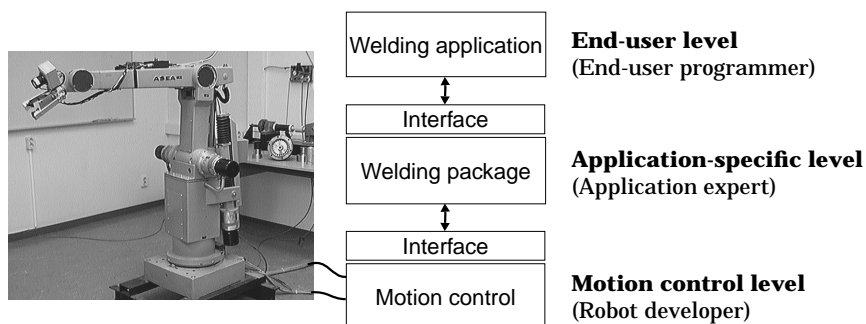 Welding application
End-user level
(End-user programmer)
ASEA
Interface
Welding package
Application-specific level
(Application expert)
Interface
Motion control
Motion control level
(Robot developer)